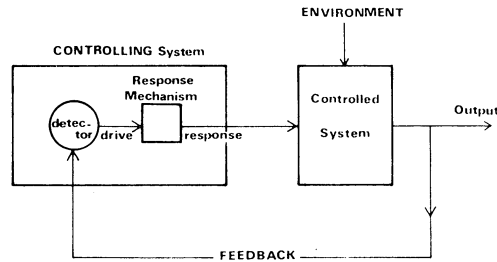 ENVIRONMENT
CONTROLLING System
Response
Mechanism
detec-
tor
drive
response
Controlled
System
Output
FEEDBACK